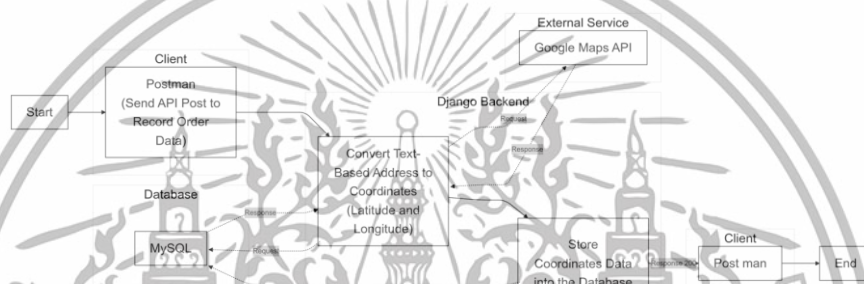 External Service
Google Maps API
Client
Postman
(Send API Post to
Record Order
Data)
Start
Django Backend
Request
Response
Convert Text-
Based Address to
Coordinates
(Latitude and
Longitude)
Database
Response
MySQL
Request
Store
Coordinates Data
into the Database
Response 200
Client
Post man
End